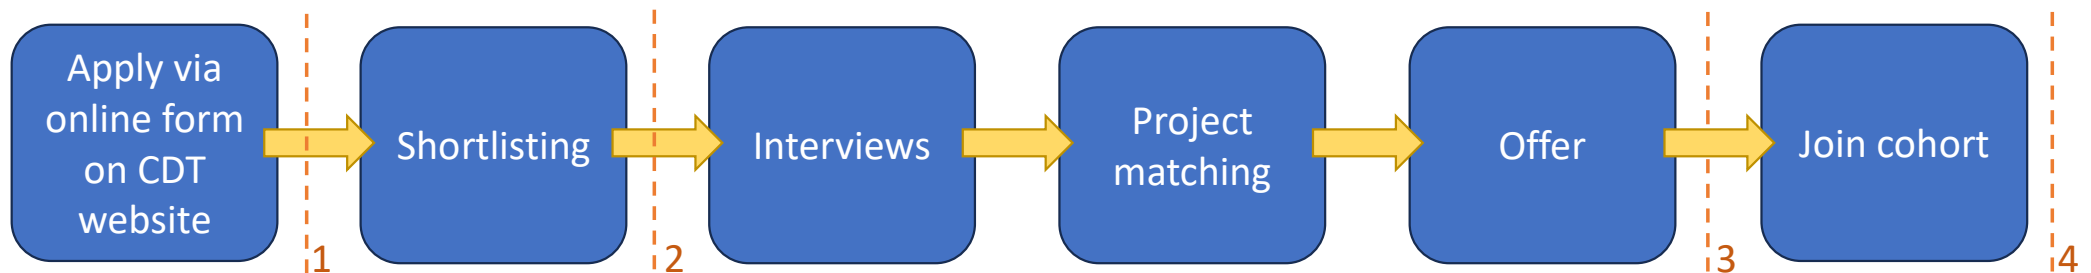 Apply via
online form
on CDT
website
1
Shortlisting
2
Interviews
Project
matching
Offer
3
Join cohort
4